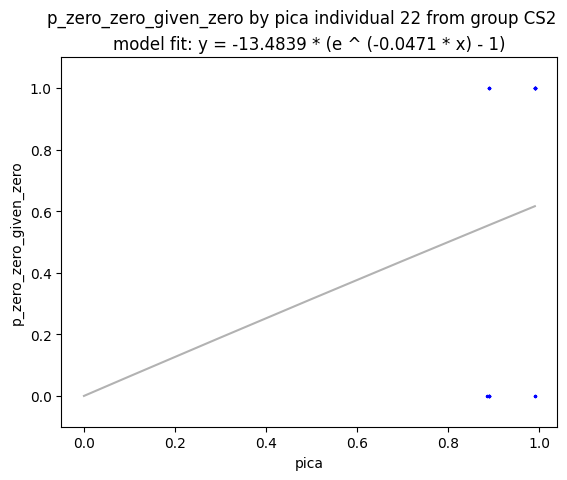 p_zero_zero_given_zero by pica individual 22 from group CS2
model fit: y = -13.4839 * (e ^ (-0.0471 * x) - 1)
1.0
0.8
0.6
0.4
0.2
0.0
p_zero_zero_given_zero
0.0 0.2 0.4 0.6 0.8 1.0
pica